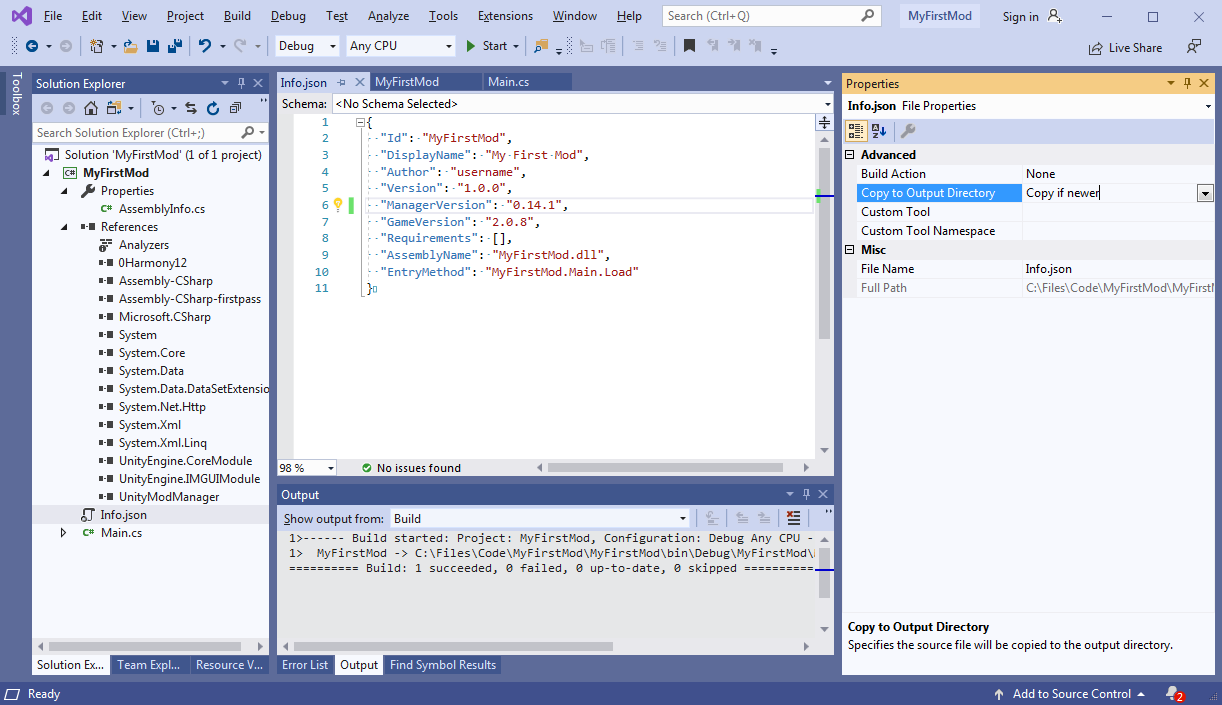 File Edit View Project Build Debug Test Analyze Tools Extensions Window Help Search (Ctrl+Q) MyFirstMod Sign in
Debug Any CPU Start Live Share
Toolbox
Solution Explorer
Search Solution Explorer (Ctrl+;)
Solution 'MyFirstMod' (1 of 1 project)
MyFirstMod
Properties
AssemblyInfo.cs
References
Analyzers
0Harmony12
Assembly-CSharp
Assembly-CSharp-firstpass
Microsoft.CSharp
System
System.Core
System.Data
System.Data.DataSetExtensio
System.Net.Http
System.Xml
System.Xml.Linq
UnityEngine.CoreModule
UnityEngine.IMGUIModule
UnityModManager
Info.json
Main.cs
Solution Ex... Team Expl... Resource V...
Info.json MyFirstMod Main.cs
Schema: <No Schema Selected>
1 {
2 "Id": "MyFirstMod",
3 "DisplayName": "My First Mod",
4 "Author": "username",
5 "Version": "1.0.0",
6 "ManagerVersion": "0.14.1",
7 "GameVersion": "2.0.8",
8 "Requirements": [],
9 "AssemblyName": "MyFirstMod.dll",
10 "EntryMethod": "MyFirstMod.Main.Load"
11 }
98 % No issues found
Output
Show output from: Build
1>------ Build started: Project: MyFirstMod, Configuration: Debug Any CPU -
1> MyFirstMod -> C:\Files\Code\MyFirstMod\MyFirstMod\bin\Debug\MyFirstMod\
========== Build: 1 succeeded, 0 failed, 0 up-to-date, 0 skipped ===========
Error List Output Find Symbol Results
Properties
Info.json File Properties
Advanced
Build Action None
Copy to Output Directory Copy if newer
Custom Tool
Custom Tool Namespace
Misc
File Name Info.json
Full Path C:\Files\Code\MyFirstMod\MyFirst
Copy to Output Directory
Specifies the source file will be copied to the output directory.
Ready Add to Source Control 2